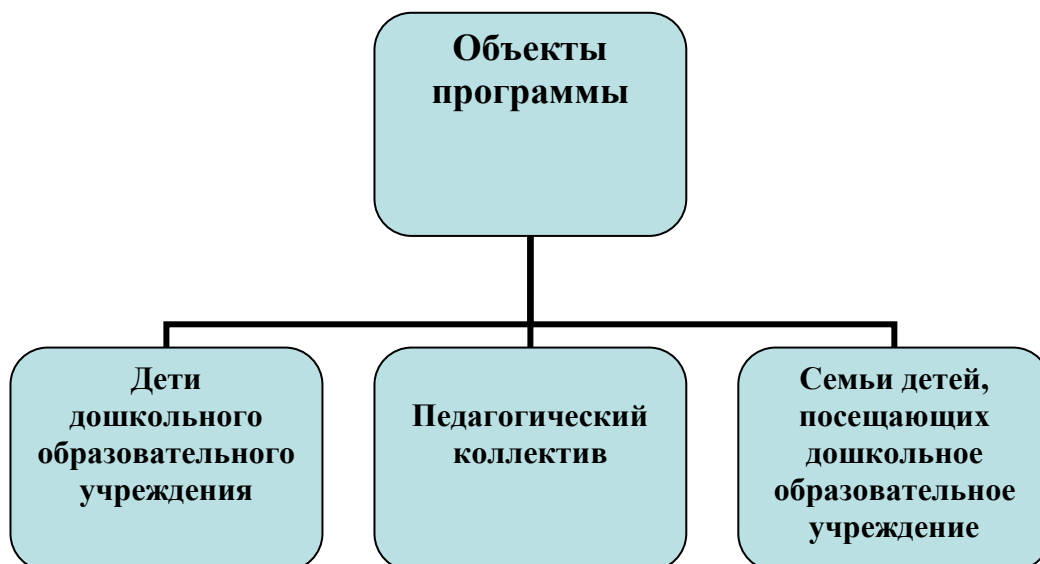 Объекты
программы
Дети
дошкольного
образовательного
учреждения
Педагогический
коллектив
Семьи детей,
посещающих
дошкольное
образовательное
учреждение